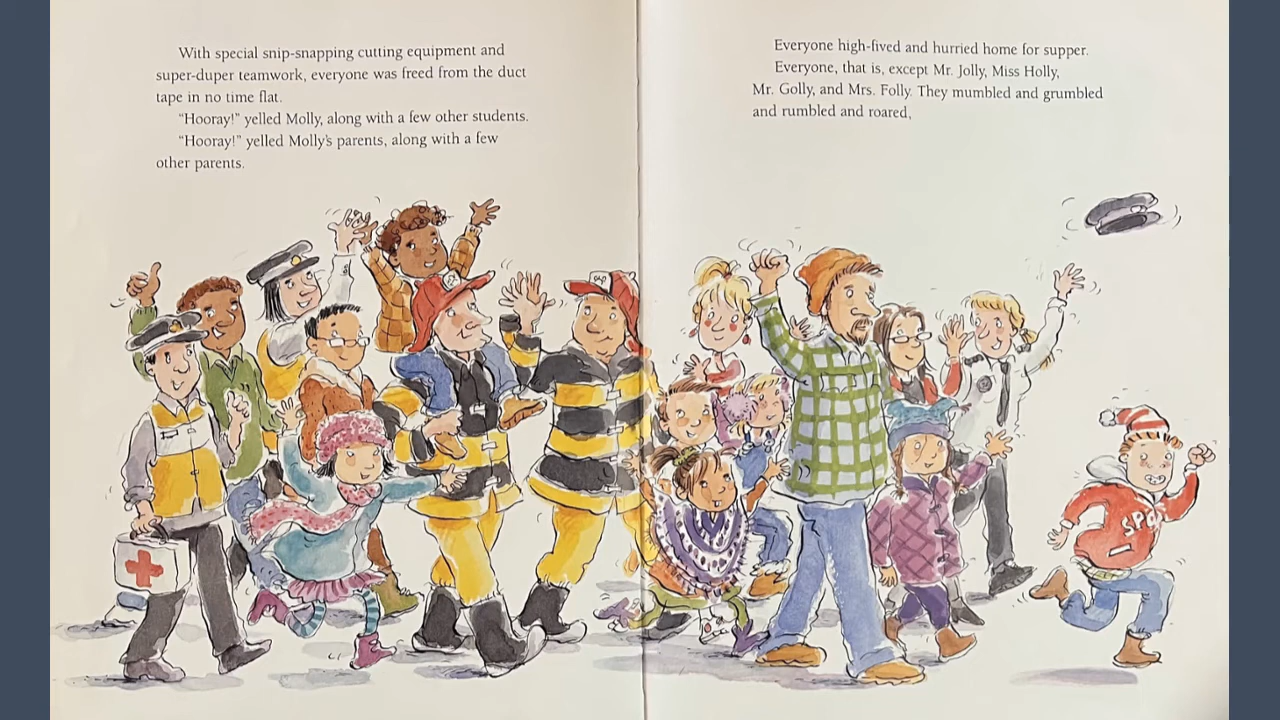 With special snip-snapping cutting equipment and
super-duper teamwork, everyone was freed from the duct
tape in no time flat.
“Hooray!” yelled Molly, along with a few other students.
“Hooray!” yelled Molly’s parents, along with a few
other parents.
Everyone high-fived and hurried home for supper.
Everyone, that is, except Mr. Jolly, Miss Holly,
Mr. Golly, and Mrs. Folly. They mumbled and grumbled
and rumbled and roared,